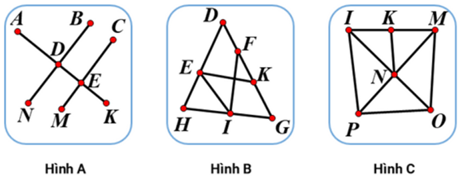 A B C
D
E
N M K
D
F
E K
H I G
I K M
N
P O
Hình A Hình B Hình C